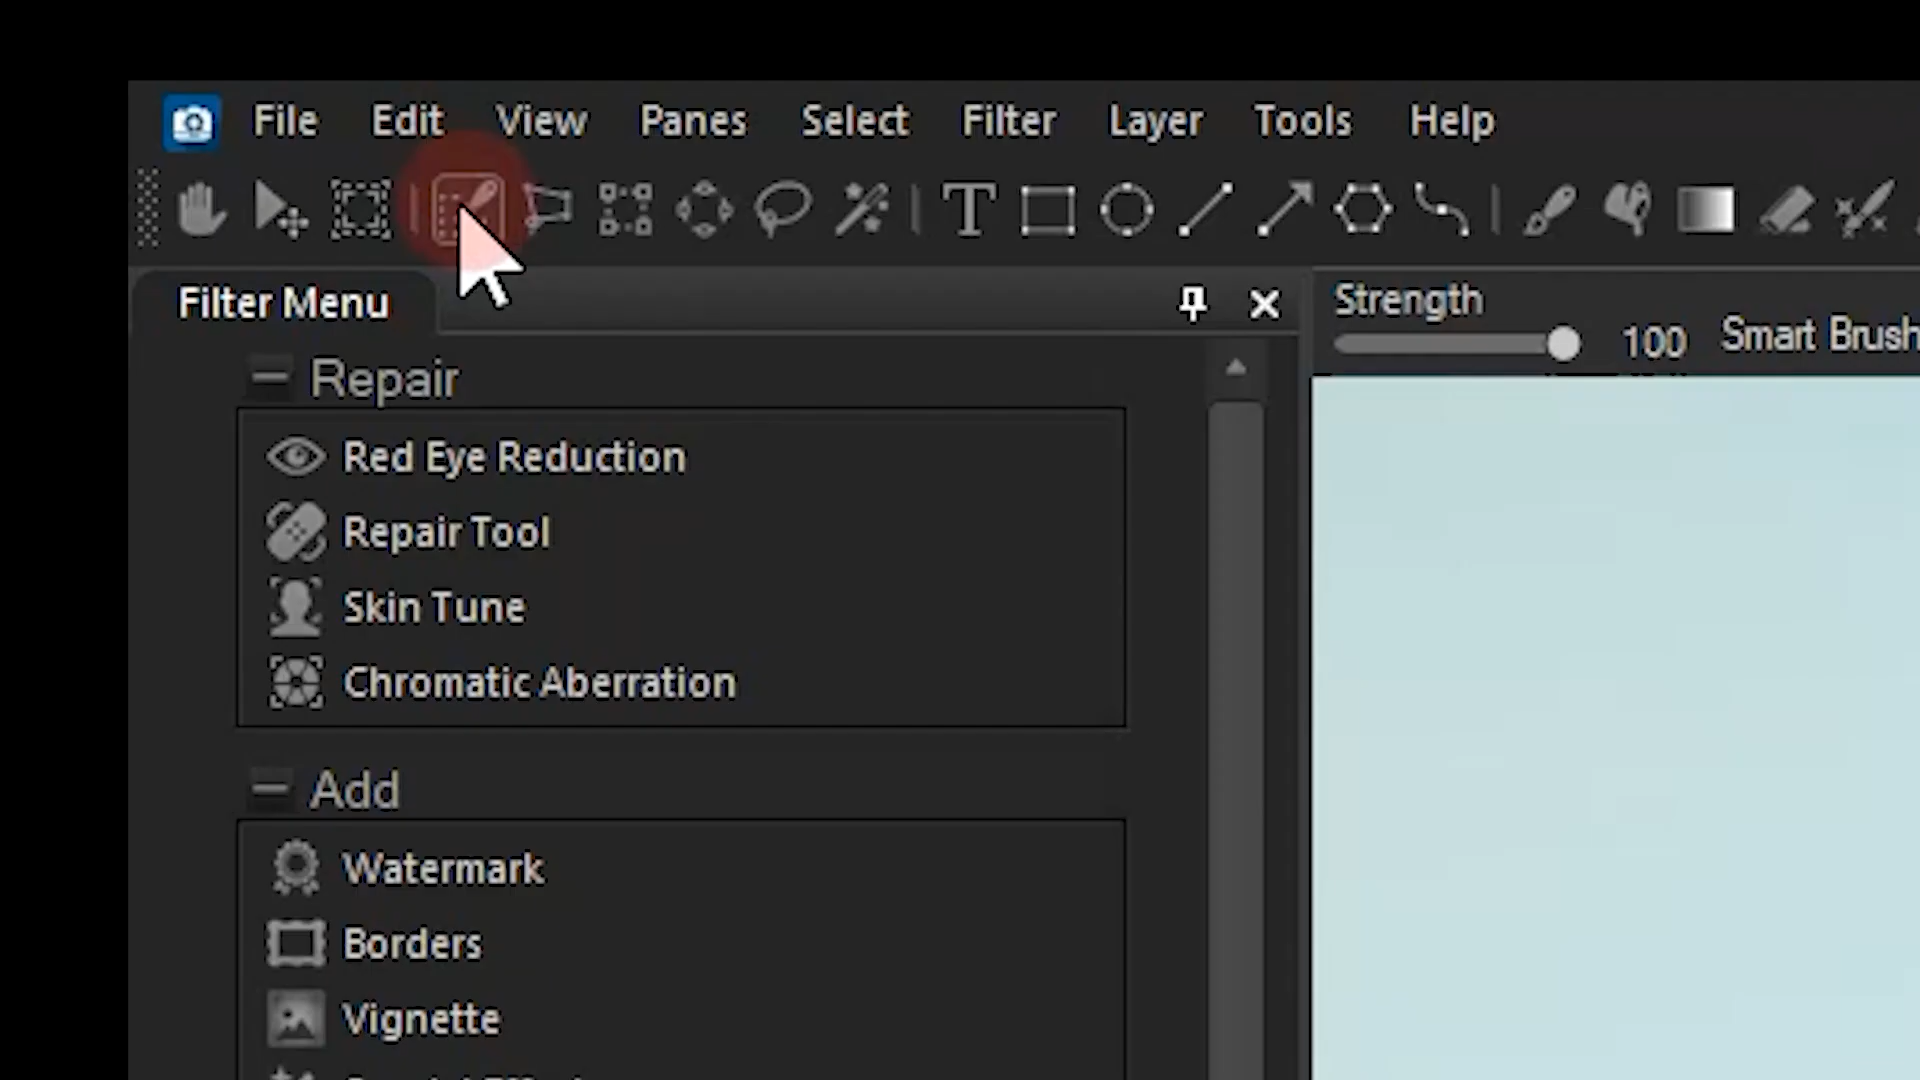 File Edit View Panes Select Filter Layer Tools Help
T
Filter Menu
Strength
100 Smart Brush
Repair
Red Eye Reduction
Repair Tool
Skin Tune
Chromatic Aberration
Add
Watermark
Borders
Vignette